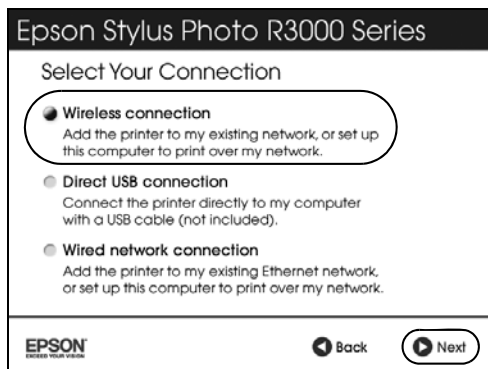 Epson Stylus Photo R3000 Series
Select Your Connection
Wireless connection
Add the printer to my existing network, or set up
this computer to print over my network.
Direct USB connection
Connect the printer directly to my computer
with a USB cable (not included).
Wired network connection
Add the printer to my existing Ethernet network,
or set up this computer to print over my network.
EPSON
EXCEED YOUR VISION
Back
Next